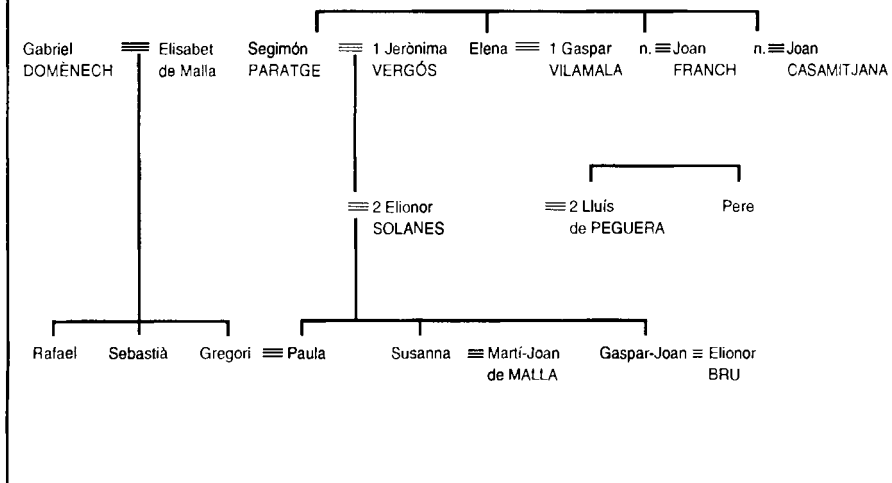 Gabriel ≡ Elisabet Segimón ≡ 1 Jerònima Elena ≡ 1 Gaspar n. ≡ Joan n. ≡ Joan
DOMÈNECH de Malla PARATGE VERGÓS VILAMALA FRANCH CASAMITJANA
≡ 2 Elionor ≡ 2 Lluís Pere
SOLANES de PEGUERA
Rafael Sebastià Gregori ≡ Paula Susanna ≡ Martí-Joan Gaspar-Joan ≡ Elionor
de MALLA BRU